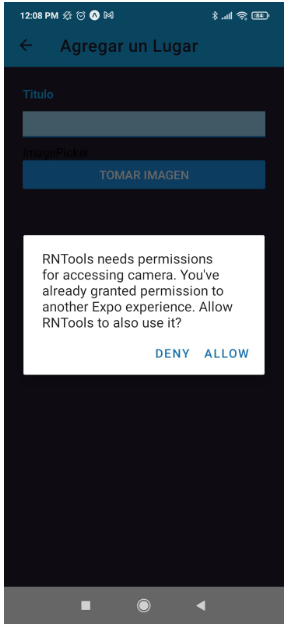 12:08 PM
84
Agregar un Lugar
Titulo
ImagePicker
TOMAR IMAGEN
RNTools needs permissions
for accessing camera. You've
already granted permission to
another Expo experience. Allow
RNTools to also use it?
DENY ALLOW